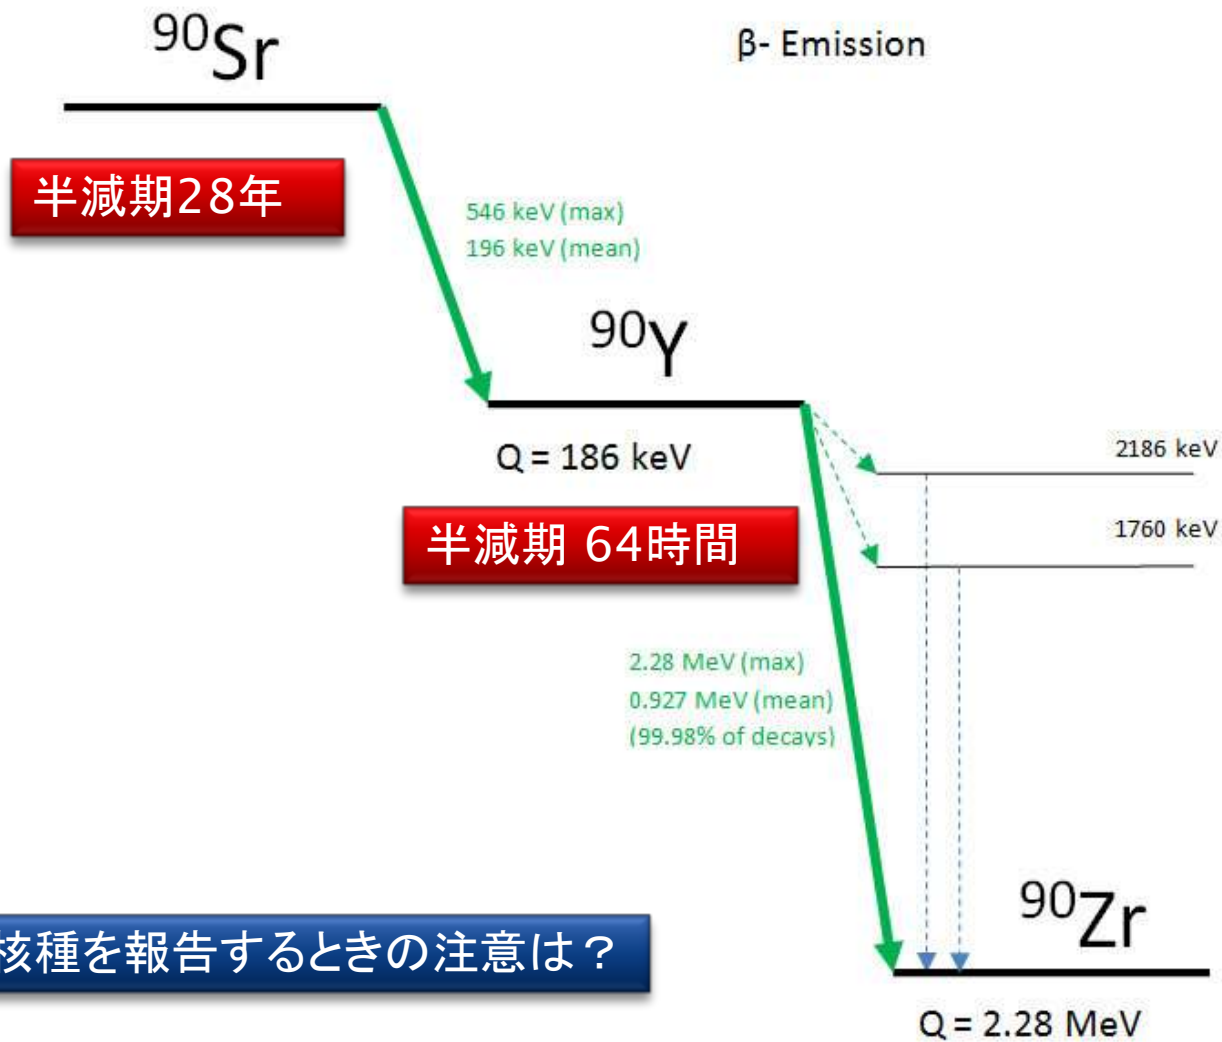 ⁹⁰Sr
β- Emission
半減期28年
546 keV (max)
196 keV (mean)
⁹⁰Y
Q = 186 keV
2186 keV
1760 keV
半減期 64時間
2.28 MeV (max)
0.927 MeV (mean)
(99.98% of decays)
⁹⁰Zr
核種を報告するときの注意は？
Q = 2.28 MeV